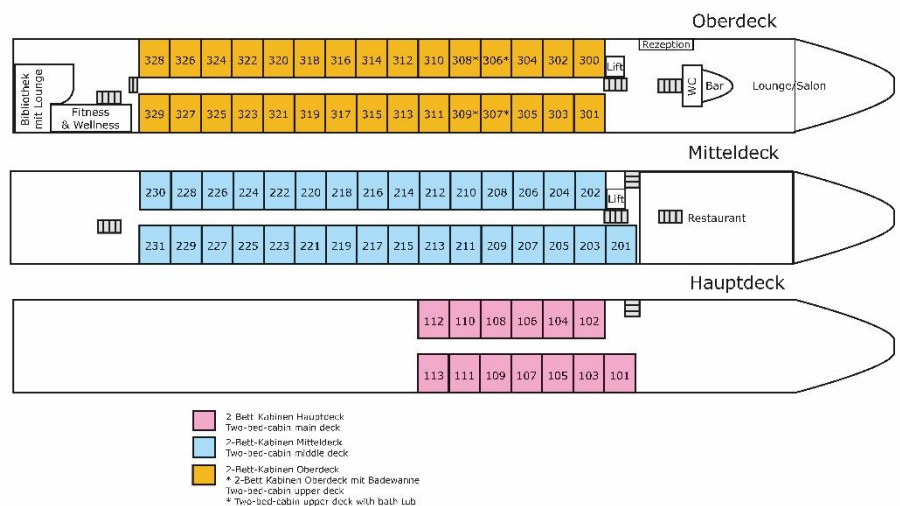 Oberdeck
Rezeption
328 326 324 322 320 318 316 314 312 310 308* 306* 304 302 300
Lift
Bibliothek
mit Lounge
WC
Bar
Lounge/Salon
Fitness
& Wellness
329 327 325 323 321 319 317 315 313 311 309* 307* 305 303 301
Mitteldeck
230 228 226 224 222 220 218 216 214 212 210 208 206 204 202
Lift
Restaurant
231 229 227 225 223 221 219 217 215 213 211 209 207 205 203 201
Hauptdeck
112 110 108 106 104 102
113 111 109 107 105 103 101
2 Bett Kabinen Hauptdeck
Two-bed-cabin main deck
2-Bett-Kabinen Mitteldeck
Two-bed-cabin middle deck
2-Bett-Kabinen Oberdeck
* 2-Bett Kabinen Oberdeck mit Badewanne
Two-bed-cabin upper deck
* Two-bed-cabin upper deck with bath tub